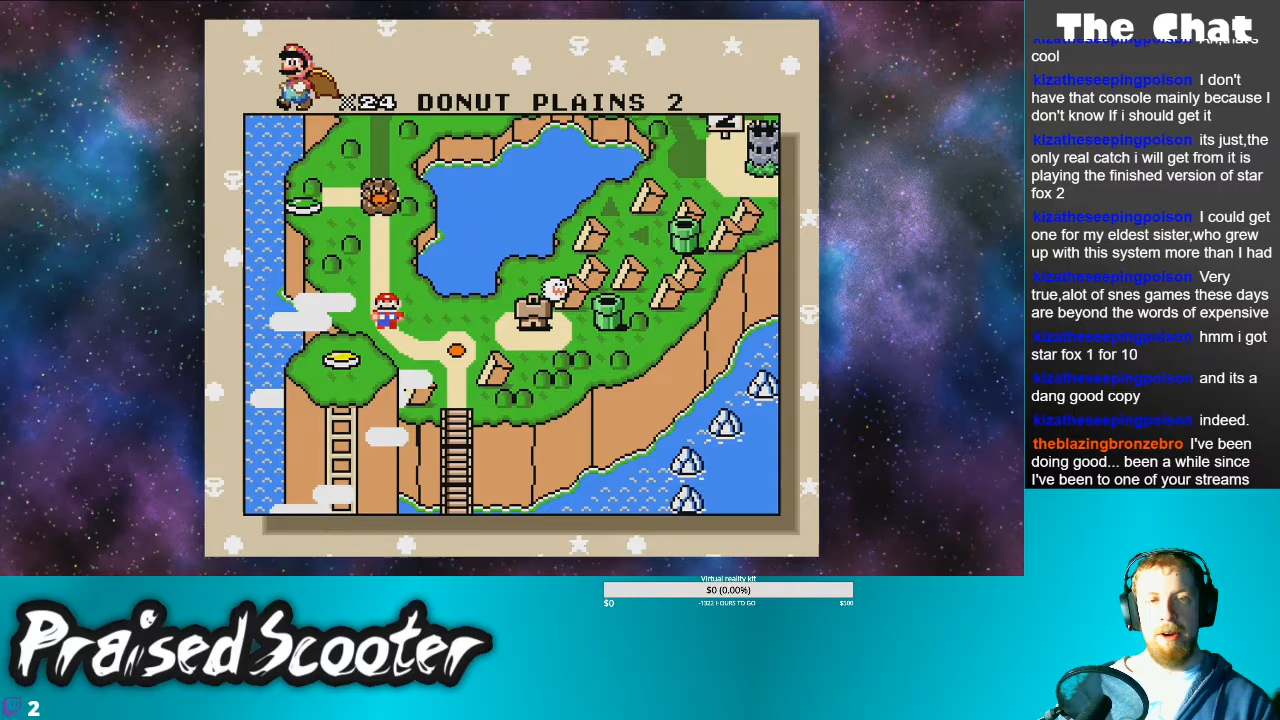 The Chat
cool
kizatheseepingpoison I don't
have that console mainly because I
don't know If i should get it
kizatheseepingpoison its just,the
only real catch i will get from it is
playing the finished version of star
fox 2
kizatheseepingpoison I could get
one for my eldest sister,who grew
up with this system more than I had
kizatheseepingpoison Very
true,alot of snes games these days
are beyond the words of expensive
kizatheseepingpoison hmm i got
star fox 1 for 10
kizatheseepingpoison and its a
dang good copy
kizatheseepingpoison indeed.
theblazingbronzebro I've been
doing good... been a while since
I've been to one of your streams
×24 DONUT PLAINS 2
Virtual reality kit
$0 (0.00%)
$0 -1322 HOURS TO GO $300
PraisedScooter
2